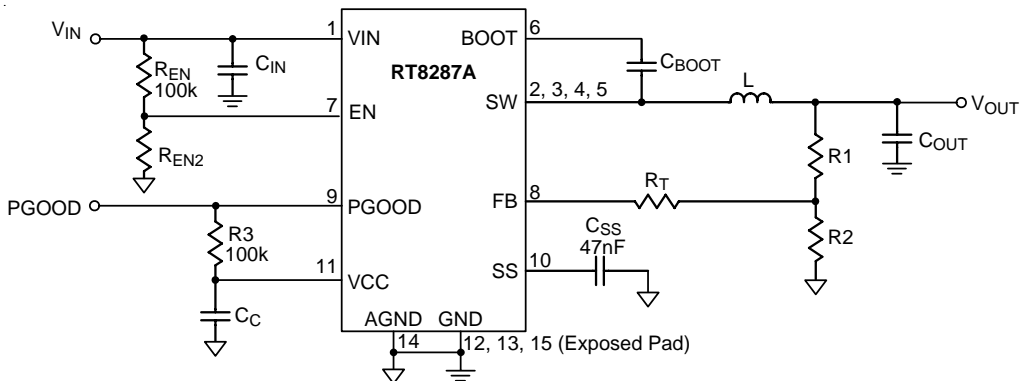 VIN
1
VIN
BOOT
6
REN
100k
CIN
RT8287A
CBOOT
7
EN
SW
2, 3, 4, 5
L
VOUT
REN2
R1
COUT
PGOOD
9
PGOOD
FB
8
RT
R3
100k
CSS
47nF
R2
11
VCC
SS
10
CC
AGND
GND
14
12, 13, 15 (Exposed Pad)